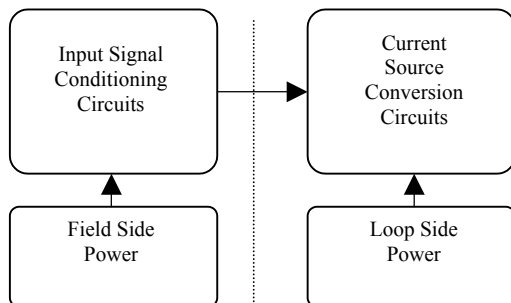 Input Signal
Conditioning
Circuits
Current
Source
Conversion
Circuits
Field Side
Power
Loop Side
Power